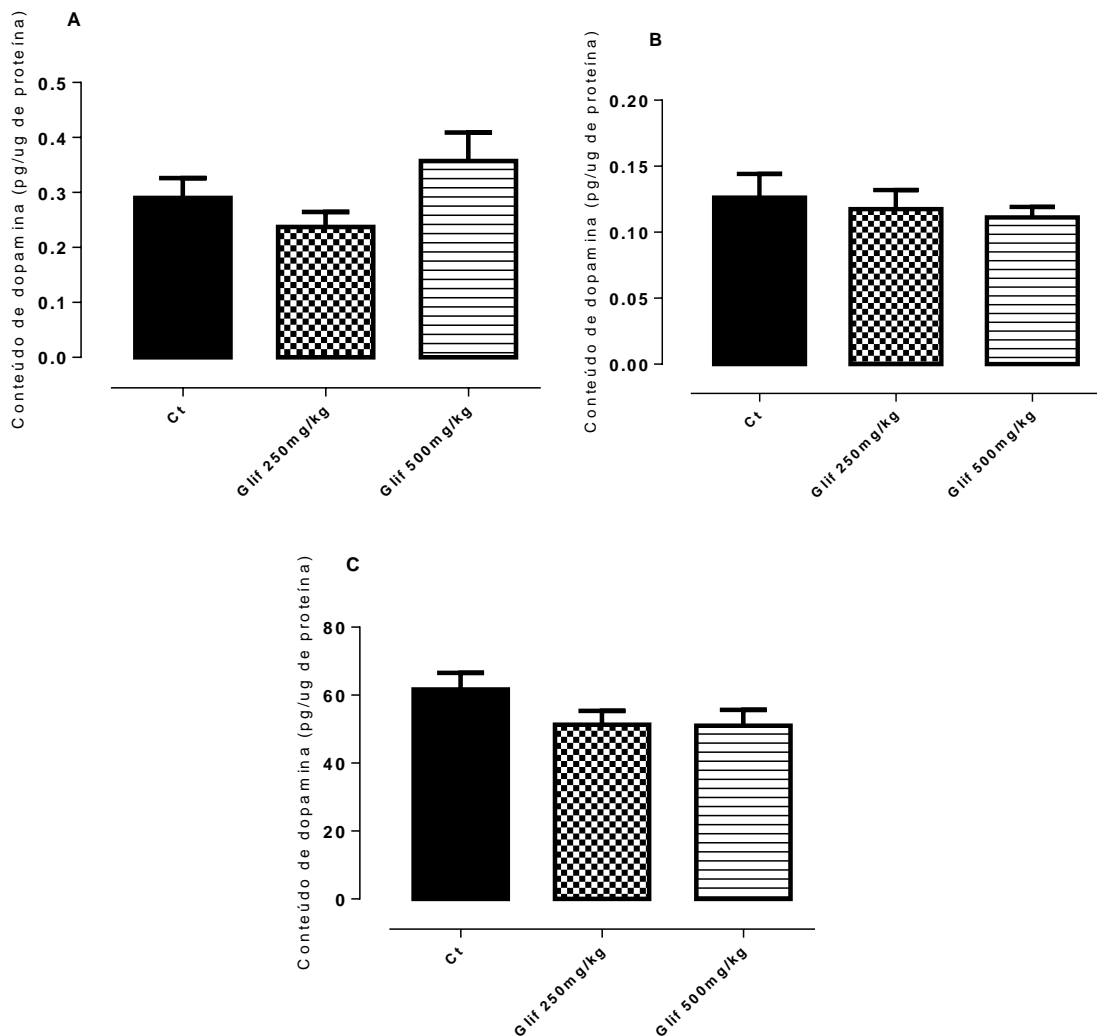 A
Conteúdo de dopamina (pg/ug de proteína)
0.5
0.4
0.3
0.2
0.1
0.0
Ct
Glif 250mg/kg
Glif 500mg/kg
B
Conteúdo de dopamina (pg/ug de proteína)
0.20
0.15
0.10
0.05
0.00
Ct
Glif 250mg/kg
Glif 500mg/kg
C
Conteúdo de dopamina (pg/ug de proteína)
80
60
40
20
0
Ct
Glif 250mg/kg
Glif 500mg/kg